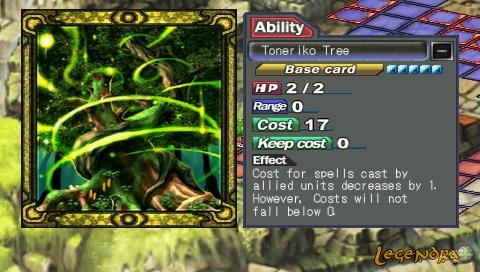 Ability
Toneriko Tree
Base card
HP 2/2
Range 0
Cost 17
Keep cost 0
Effect
Cost for spells cast by
allied units decreases by 1.
However, Costs will not
fall below 0.
Legendra